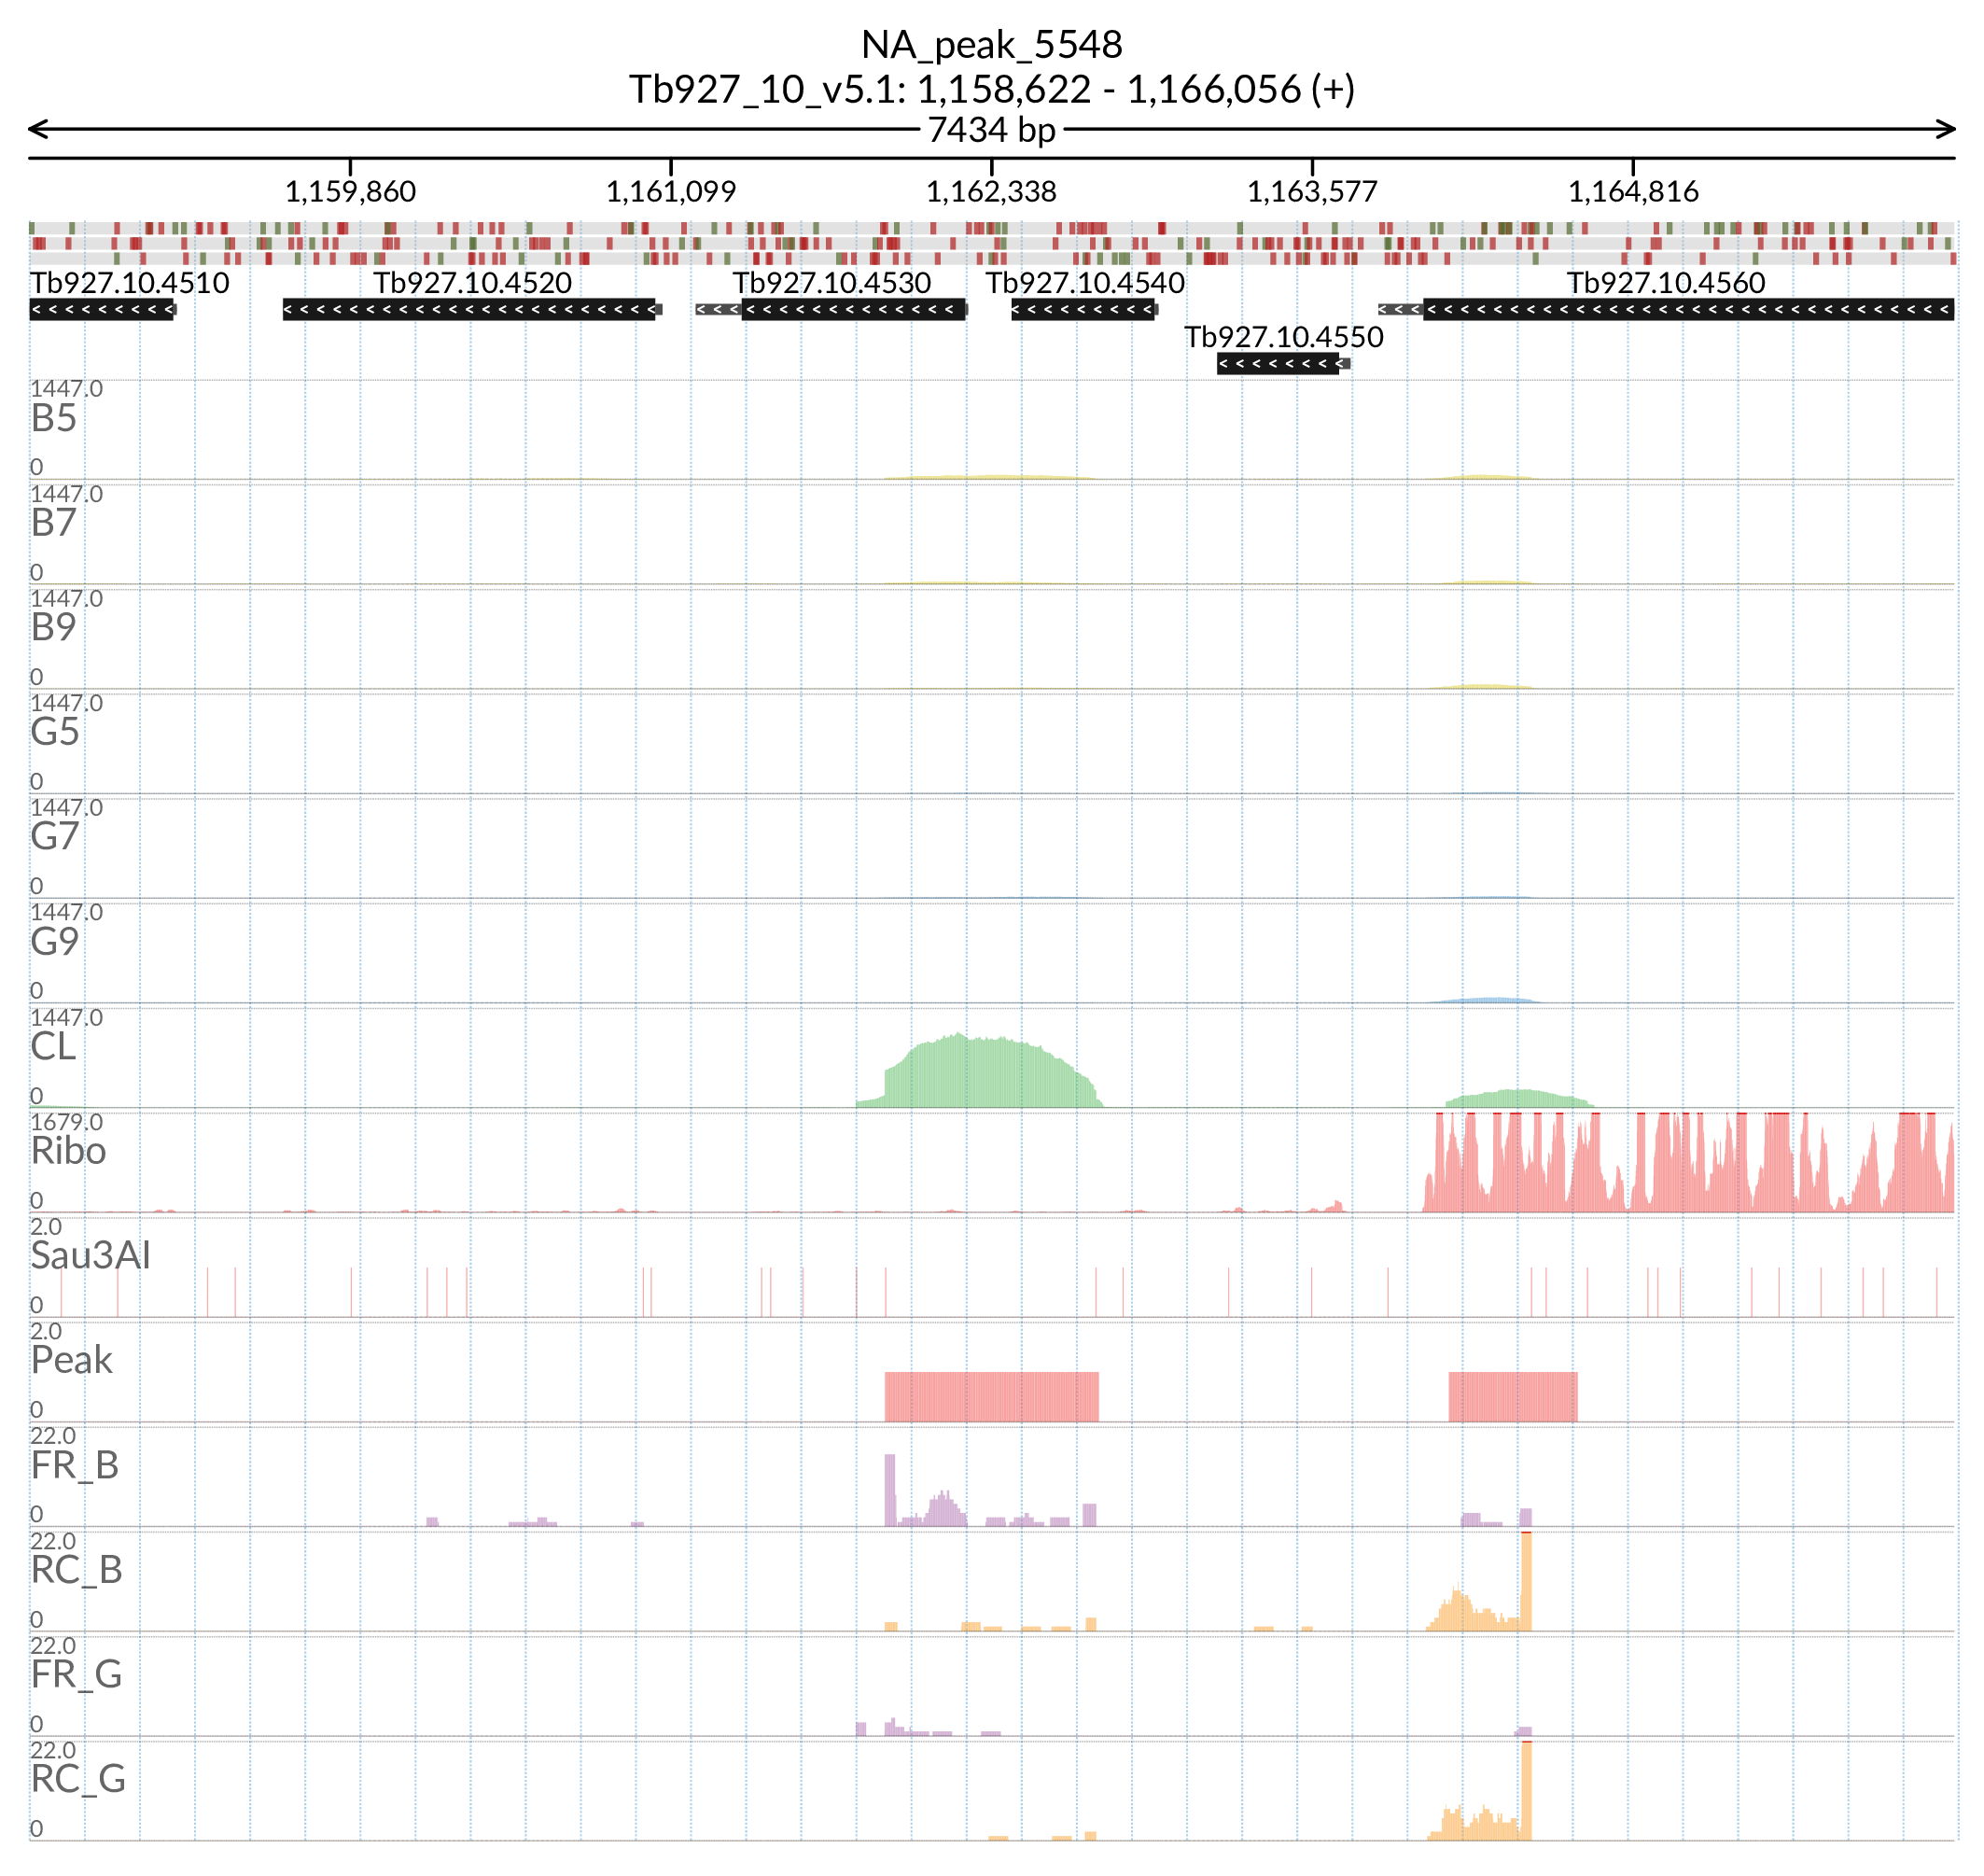 NA_peak_5548
Tb927_10_v5.1: 1,158,622 - 1,166,056 (+)
7434 bp
1,159,860 1,161,099 1,162,338 1,163,577 1,164,816
Tb927.10.4510 Tb927.10.4520 Tb927.10.4530 Tb927.10.4540 Tb927.10.4560
Tb927.10.4550
1447.0
B5
0
1447.0
B7
0
1447.0
B9
0
1447.0
G5
0
1447.0
G7
0
1447.0
G9
0
1447.0
CL
0
1679.0
Ribo
0
2.0
Sau3AI
0
2.0
Peak
0
22.0
FR_B
0
22.0
RC_B
0
22.0
FR_G
0
22.0
RC_G
0